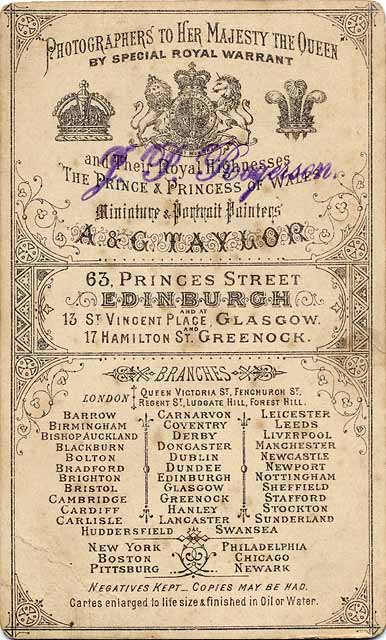 PHOTOGRAPHERS TO HER MAJESTY THE QUEEN
BY SPECIAL ROYAL WARRANT
and Their Royal Highnesses
THE PRINCE & PRINCESS OF WALES
Miniature & Portrait Painters
A & G TAYLOR
63, PRINCES STREET
EDINBURGH
AND AT
13 ST VINCENT PLACE, GLASGOW.
AND
17 HAMILTON ST. GREENOCK.
BRANCHES
LONDON QUEEN VICTORIA ST. FENCHURCH ST.
REGENT ST., LUDGATE HILL, FOREST HILL.
BARROW CARNARVON LEICESTER
BIRMINGHAM COVENTRY LEEDS
BISHOP AUCKLAND DERBY LIVERPOOL
BLACKBURN DONCASTER MANCHESTER
BOLTON DUBLIN NEWCASTLE
BRADFORD DUNDEE NEWPORT
BRIGHTON EDINBURGH NOTTINGHAM
BRISTOL GLASGOW SHEFFIELD
CAMBRIDGE GREENOCK STAFFORD
CARDIFF HANLEY STOCKTON
CARLISLE LANCASTER SUNDERLAND
HUDDERSFIELD SWANSEA
NEW YORK PHILADELPHIA
BOSTON CHICAGO
PITTSBURG NEWARK
NEGATIVES KEPT_ COPIES MAY BE HAD.
Cartes enlarged to life size & finished in Oil or Water.